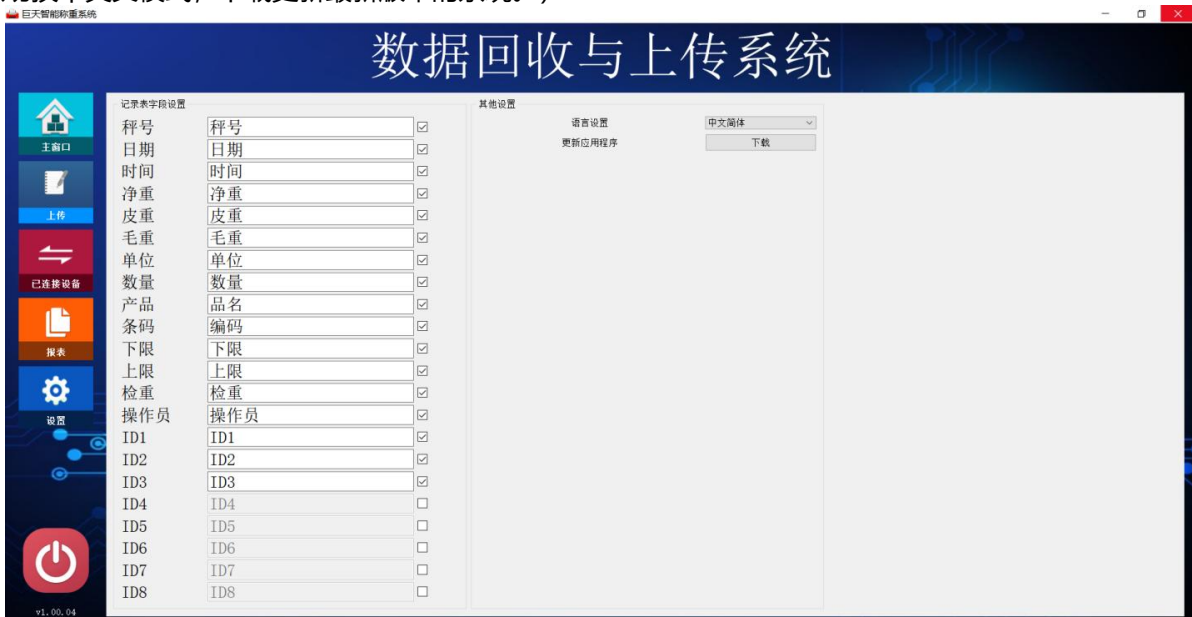 巨天智能称重系统
数据回收与上传系统
主窗口
上传
已连接设备
报表
设置
v1.00.04
记录表字段设置
秤号 秤号
日期 日期
时间 时间
净重 净重
皮重 皮重
毛重 毛重
单位 单位
数量 数量
产品 品名
条码 编码
下限 下限
上限 上限
检重 检重
操作员 操作员
ID1 ID1
ID2 ID2
ID3 ID3
ID4 ID4
ID5 ID5
ID6 ID6
ID7 ID7
ID8 ID8
其他设置
语言设置 中文简体
更新应用程序 下载